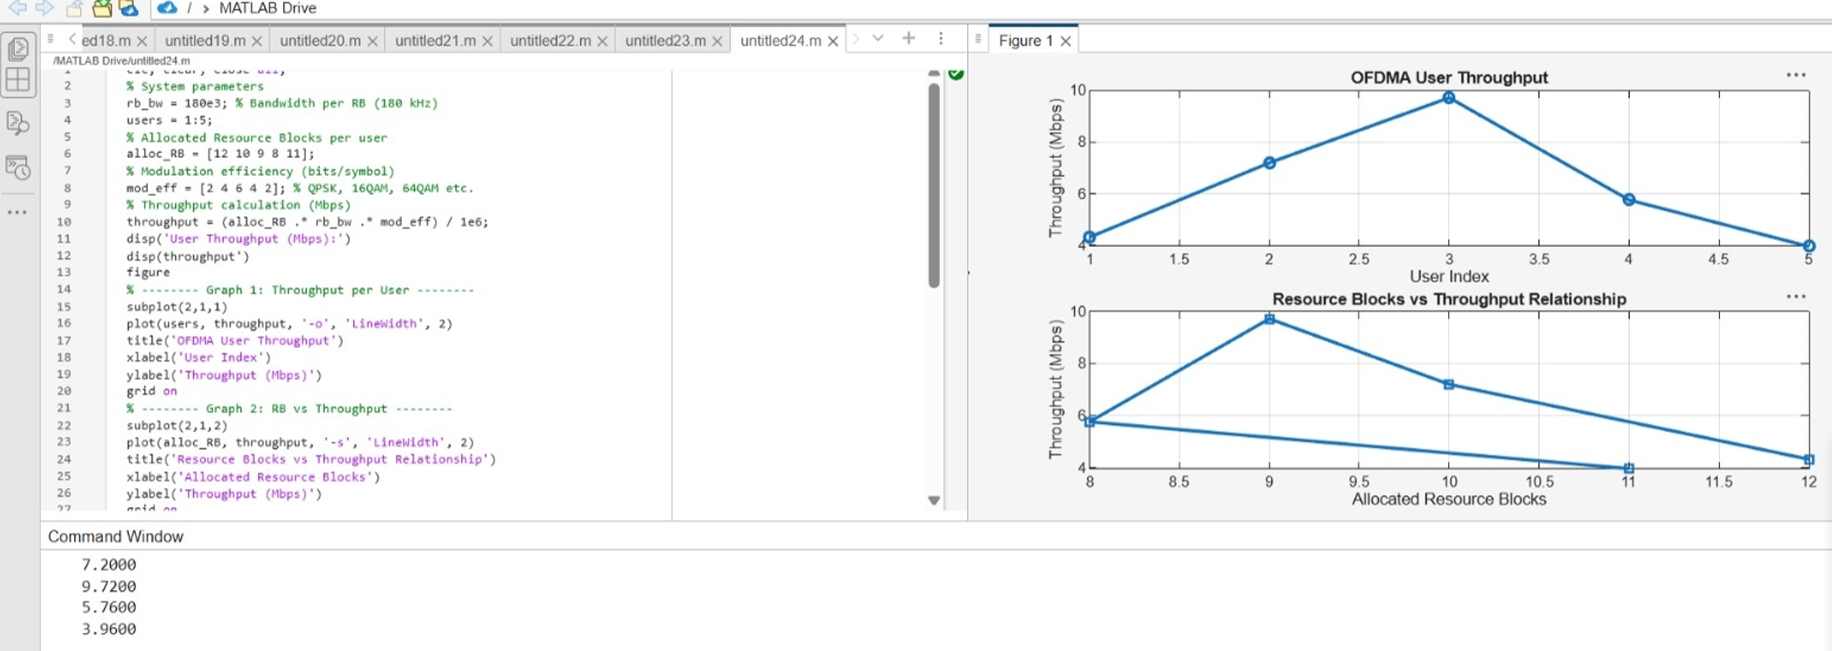 / > MATLAB Drive
ed18.m × untitled19.m × untitled20.m × untitled21.m × untitled22.m × untitled23.m × untitled24.m ×
/MATLAB Drive/untitled24.m
1 clc; clear; close all;
2 % System parameters
3 rb_bw = 180e3; % Bandwidth per RB (180 kHz)
4 users = 1:5;
5 % Allocated Resource Blocks per user
6 alloc_RB = [12 10 9 8 11];
7 % Modulation efficiency (bits/symbol)
8 mod_eff = [2 4 6 4 2]; % QPSK, 16QAM, 64QAM etc.
9 % Throughput calculation (Mbps)
10 throughput = (alloc_RB .* rb_bw .* mod_eff) / 1e6;
11 disp('User Throughput (Mbps):')
12 disp(throughput')
13 figure
14 % -------- Graph 1: Throughput per User --------
15 subplot(2,1,1)
16 plot(users, throughput, '-o', 'LineWidth', 2)
17 title('OFDMA User Throughput')
18 xlabel('User Index')
19 ylabel('Throughput (Mbps)')
20 grid on
21 % -------- Graph 2: RB vs Throughput --------
22 subplot(2,1,2)
23 plot(alloc_RB, throughput, '-s', 'LineWidth', 2)
24 title('Resource Blocks vs Throughput Relationship')
25 xlabel('Allocated Resource Blocks')
26 ylabel('Throughput (Mbps)')
27 grid on
Figure 1 ×
OFDMA User Throughput
Throughput (Mbps)
10
8
6
4
1 1.5 2 2.5 3 3.5 4 4.5 5
User Index
Resource Blocks vs Throughput Relationship
Throughput (Mbps)
10
8
6
4
8 8.5 9 9.5 10 10.5 11 11.5 12
Allocated Resource Blocks
Command Window
7.2000
9.7200
5.7600
3.9600